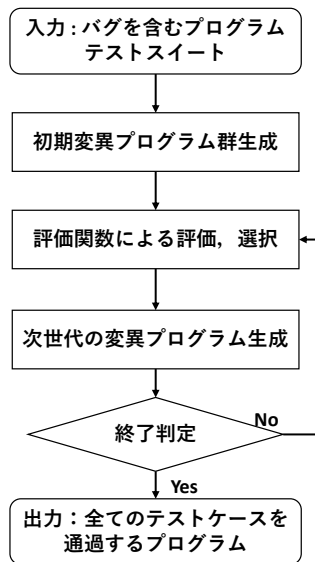 入力 : バグを含むプログラム
テストスイート
初期変異プログラム群生成
評価関数による評価，選択
次世代の変異プログラム生成
終了判定
No
Yes
出力：全てのテストケースを
通過するプログラム